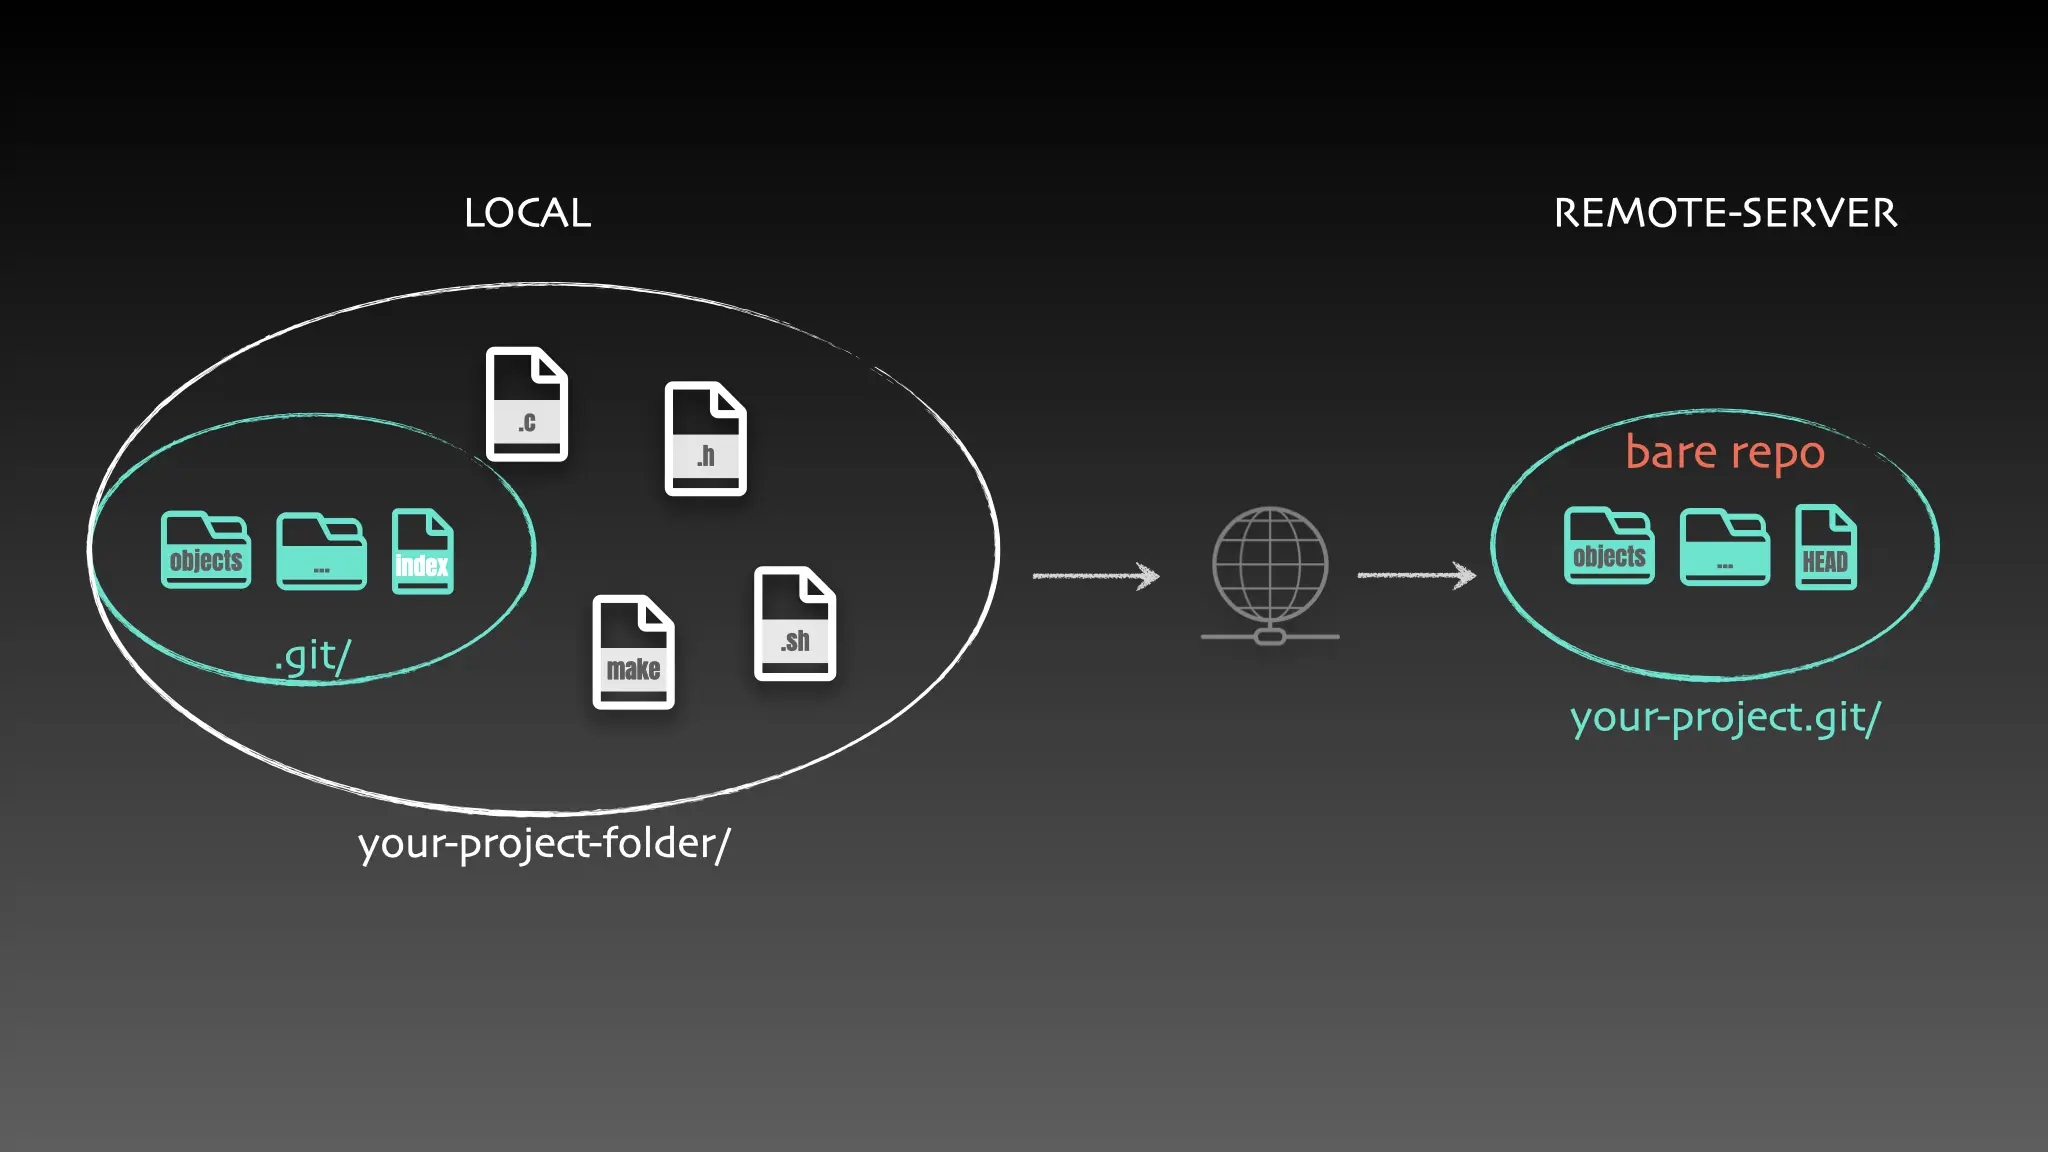 LOCAL
REMOTE-SERVER
.c
.h
objects
...
index
.git/
make
.sh
your-project-folder/
bare repo
objects
...
HEAD
your-project.git/